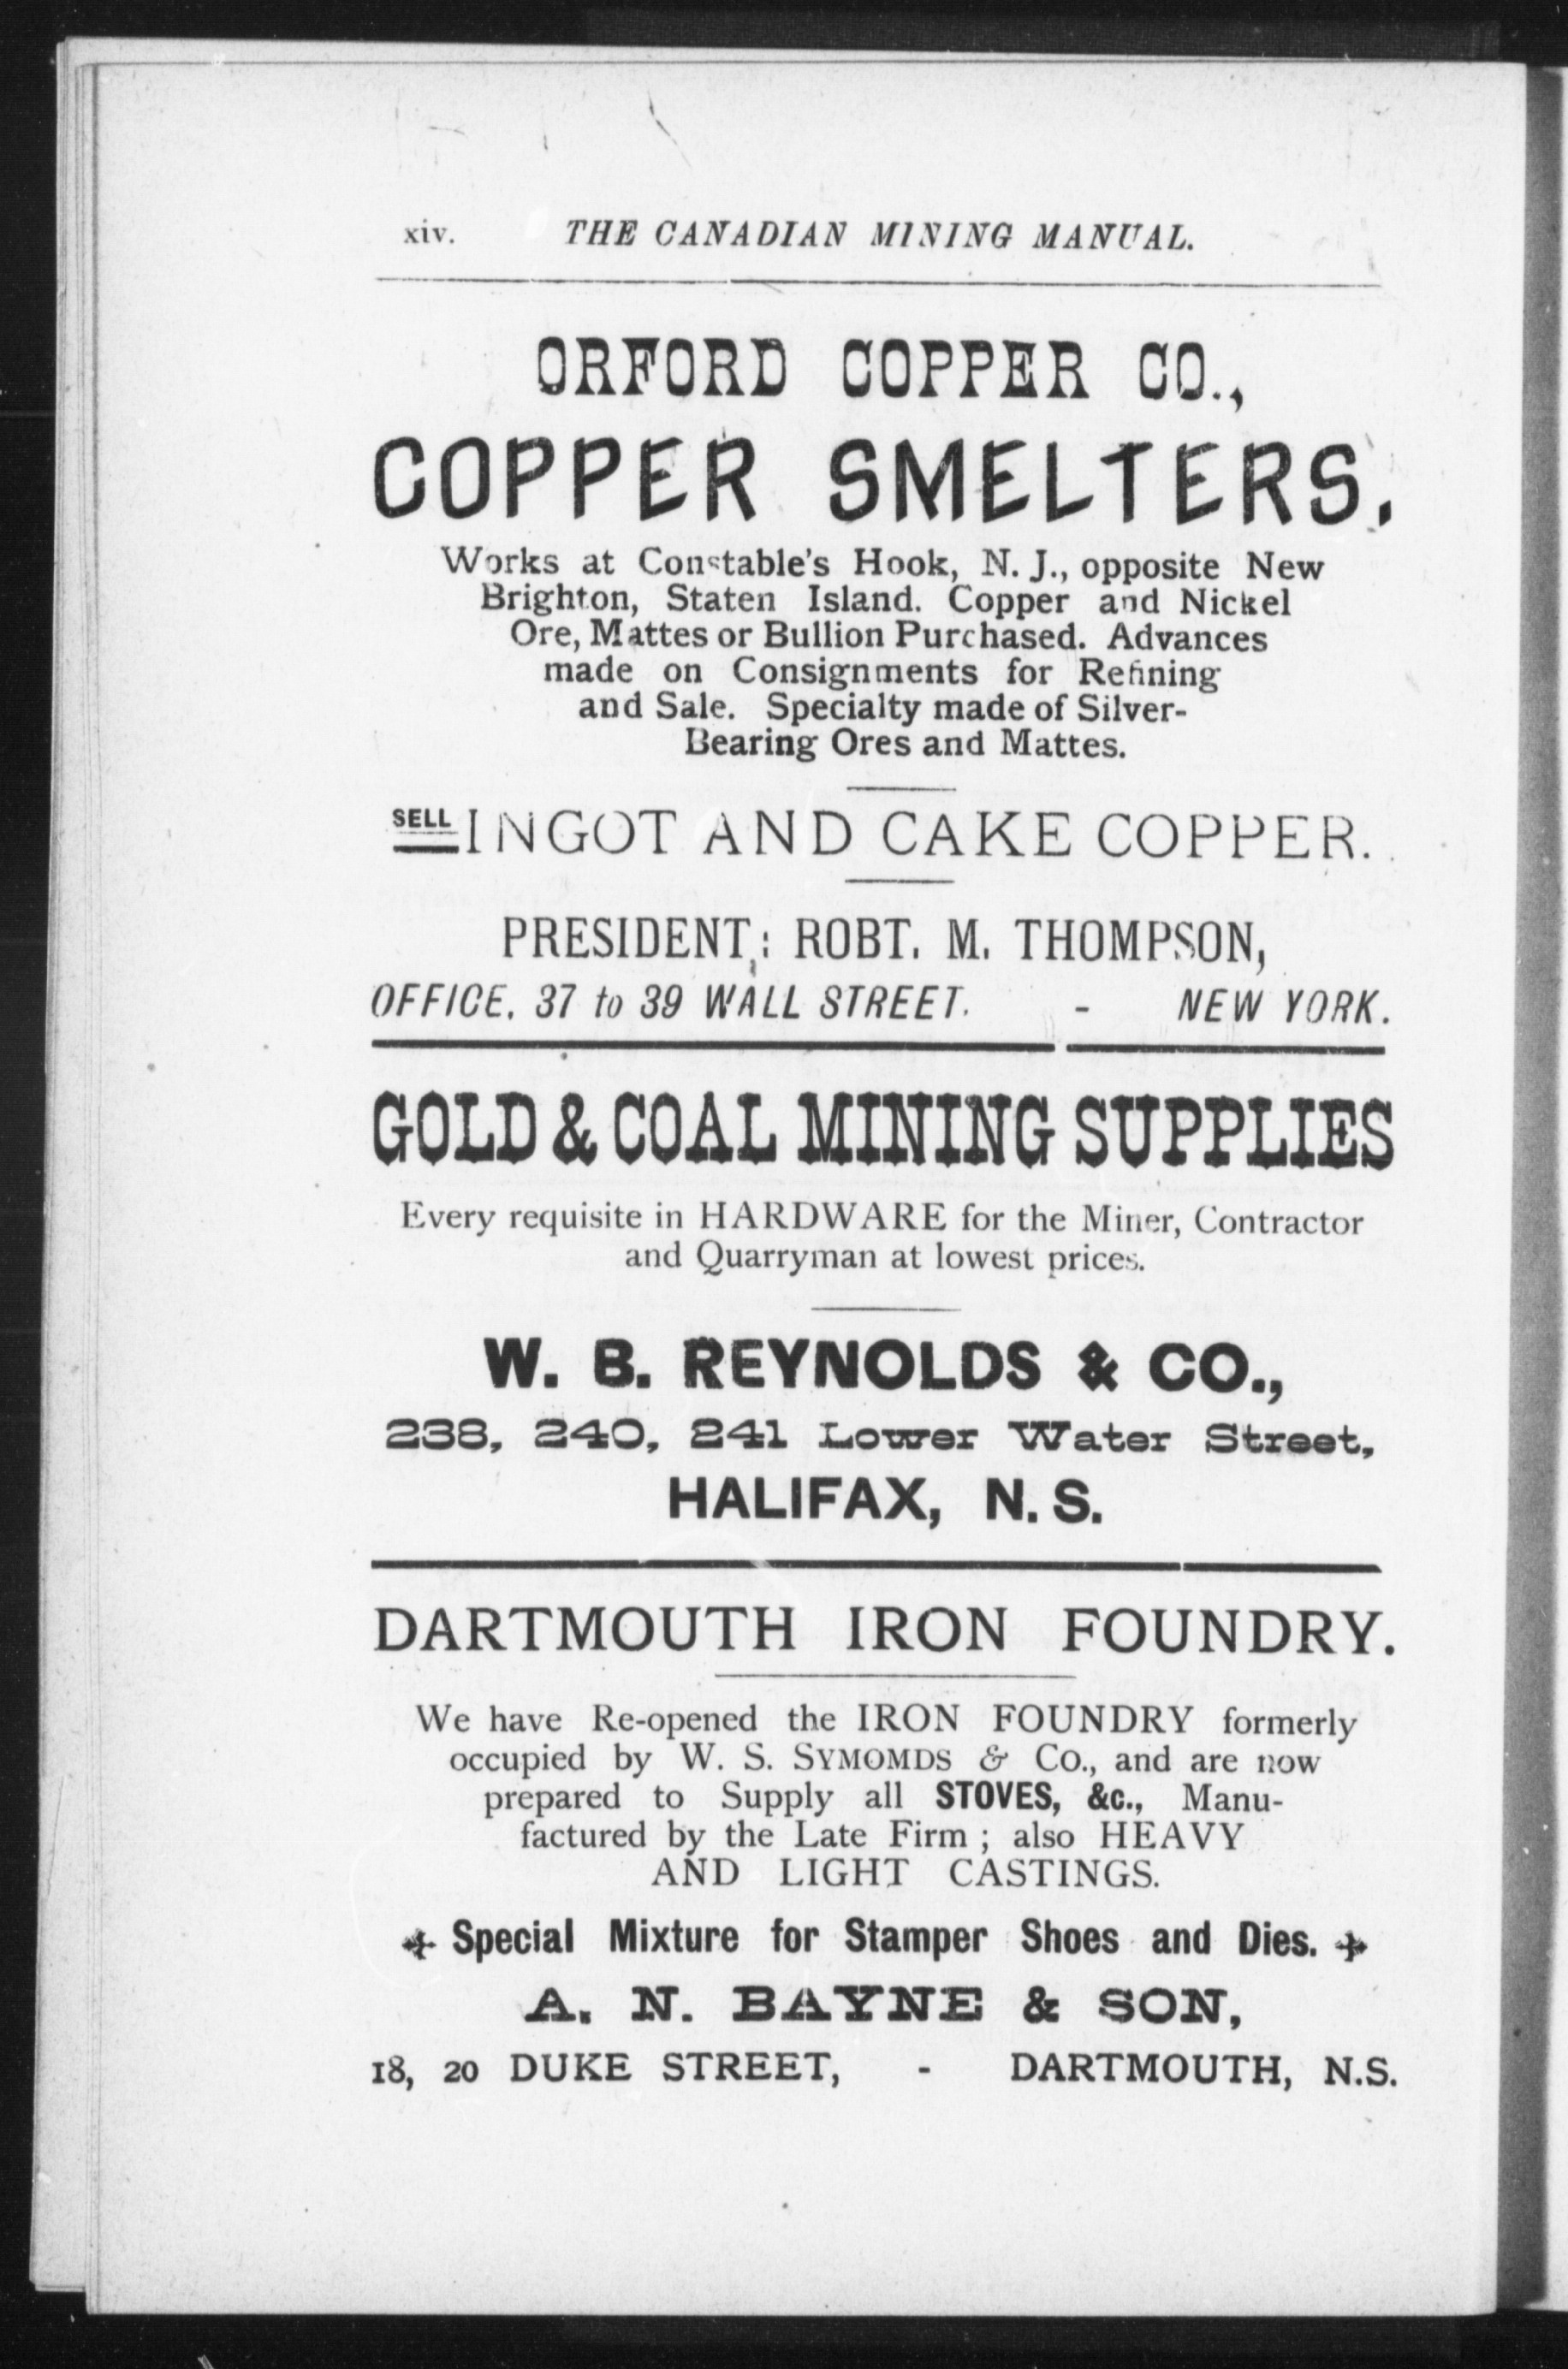 xiv. THE CANADIAN MINING MANUAL.
ORFORD COPPER CO.,
COPPER SMELTERS.
Works at Constable's Hook, N. J., opposite New
Brighton, Staten Island. Copper and Nickel
Ore, Mattes or Bullion Purchased. Advances
made on Consignments for Refining
and Sale. Specialty made of Silver-
Bearing Ores and Mattes.
SELL INGOT AND CAKE COPPER.
PRESIDENT: ROBT. M. THOMPSON,
OFFICE. 37 to 39 WALL STREET. - NEW YORK.
GOLD & COAL MINING SUPPLIES
Every requisite in HARDWARE for the Miner, Contractor
and Quarryman at lowest prices.
W. B. REYNOLDS & CO.,
238, 240, 241 Lower Water Street,
HALIFAX, N. S.
DARTMOUTH IRON FOUNDRY.
We have Re-opened the IRON FOUNDRY formerly
occupied by W. S. SYMOMDS & Co., and are now
prepared to Supply all STOVES, &c., Manu-
factured by the Late Firm ; also HEAVY
AND LIGHT CASTINGS.
Special Mixture for Stamper Shoes and Dies.
A. N. BAYNE & SON,
18, 20 DUKE STREET, - DARTMOUTH, N.S.